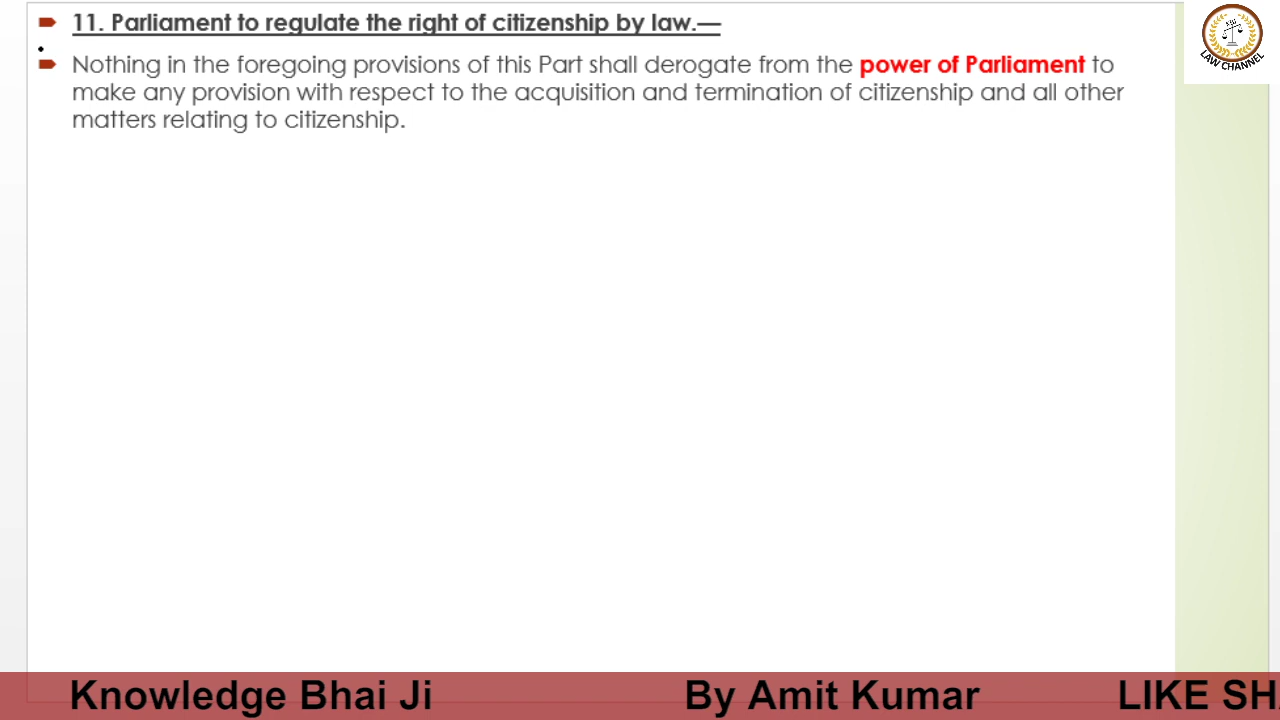 11. Parliament to regulate the right of citizenship by law.—
Nothing in the foregoing provisions of this Part shall derogate from the power of Parliament to
make any provision with respect to the acquisition and termination of citizenship and all other
matters relating to citizenship.
LAW CHANNEL
Knowledge Bhai Ji By Amit Kumar LIKE SH